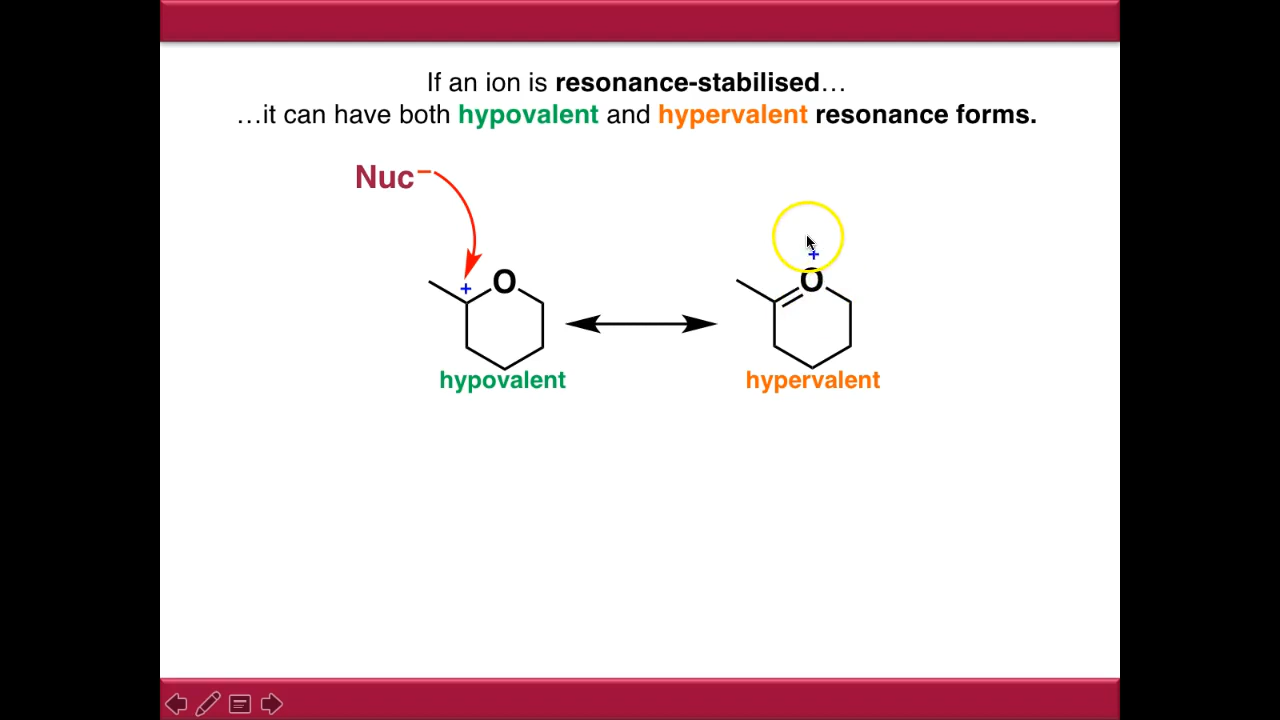 If an ion is resonance-stabilised…
…it can have both hypovalent and hypervalent resonance forms.
Nuc−
+
O
+
O
hypovalent
hypervalent